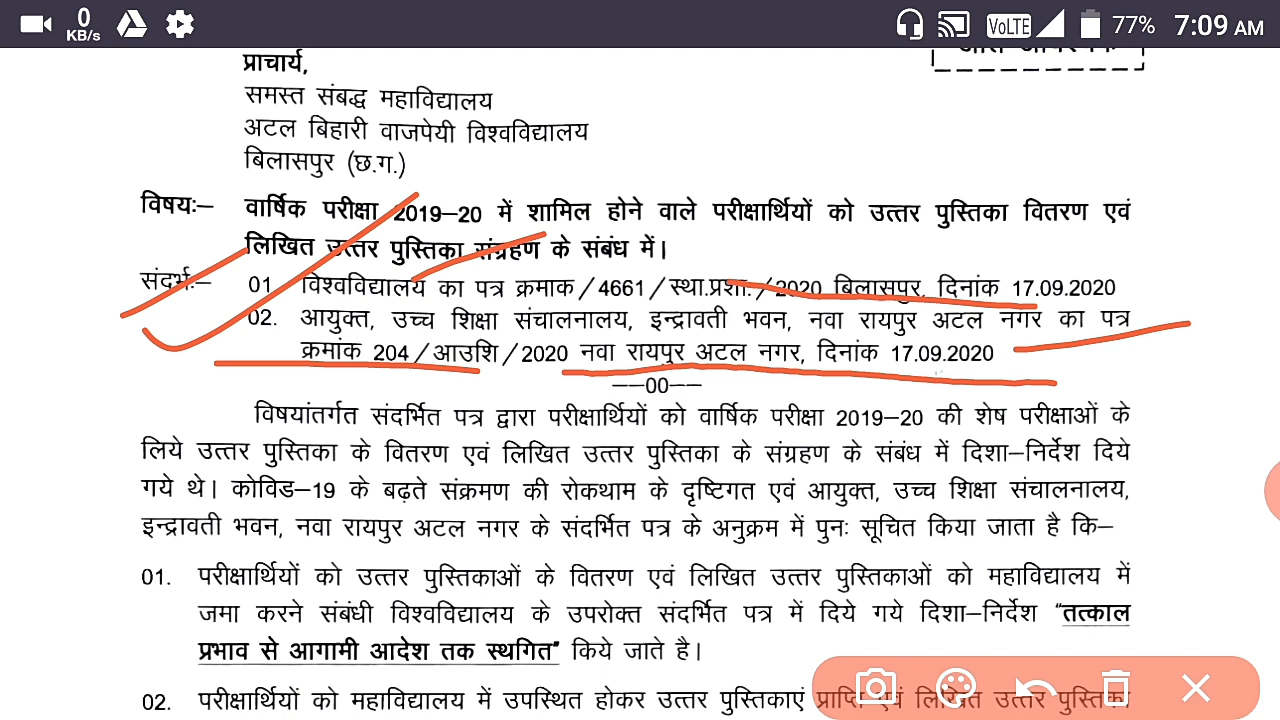 0
KB/s
VoLTE
77%
7:09 AM
प्राचार्य,
समस्त संबद्ध महाविद्यालय
अटल बिहारी वाजपेयी विश्वविद्यालय
बिलासपुर (छ.ग.)
विषयः– वार्षिक परीक्षा 2019–20 में शामिल होने वाले परीक्षार्थियों को उत्तर पुस्तिका वितरण एवं
लिखित उत्तर पुस्तिका संग्रहण के संबंध में।
संदर्भः– 01. विश्वविद्यालय का पत्र क्रमाक/4661/स्था.प्रशा./2020 बिलासपुर, दिनांक 17.09.2020
02. आयुक्त, उच्च शिक्षा संचालनालय, इन्द्रावती भवन, नवा रायपुर अटल नगर का पत्र
क्रमांक 204/आउशि/2020 नवा रायपुर अटल नगर, दिनांक 17.09.2020
––00––
विषयांतर्गत संदर्भित पत्र द्वारा परीक्षार्थियों को वार्षिक परीक्षा 2019–20 की शेष परीक्षाओं के
लिये उत्तर पुस्तिका के वितरण एवं लिखित उत्तर पुस्तिका के संग्रहण के संबंध में दिशा–निर्देश दिये
गये थे। कोविड–19 के बढ़ते संक्रमण की रोकथाम के दृष्टिगत एवं आयुक्त, उच्च शिक्षा संचालनालय,
इन्द्रावती भवन, नवा रायपुर अटल नगर के संदर्भित पत्र के अनुक्रम में पुनः सूचित किया जाता है कि–
01. परीक्षार्थियों को उत्तर पुस्तिकाओं के वितरण एवं लिखित उत्तर पुस्तिकाओं को महाविद्यालय में
जमा करने संबंधी विश्वविद्यालय के उपरोक्त संदर्भित पत्र में दिये गये दिशा–निर्देश "तत्काल
प्रभाव से आगामी आदेश तक स्थगित" किये जाते है।
02. परीक्षार्थियों को महाविद्यालय में उपस्थित होकर उत्तर पुस्तिकाएं प्राप्ति एवं लिखित उत्तर पुस्तिका